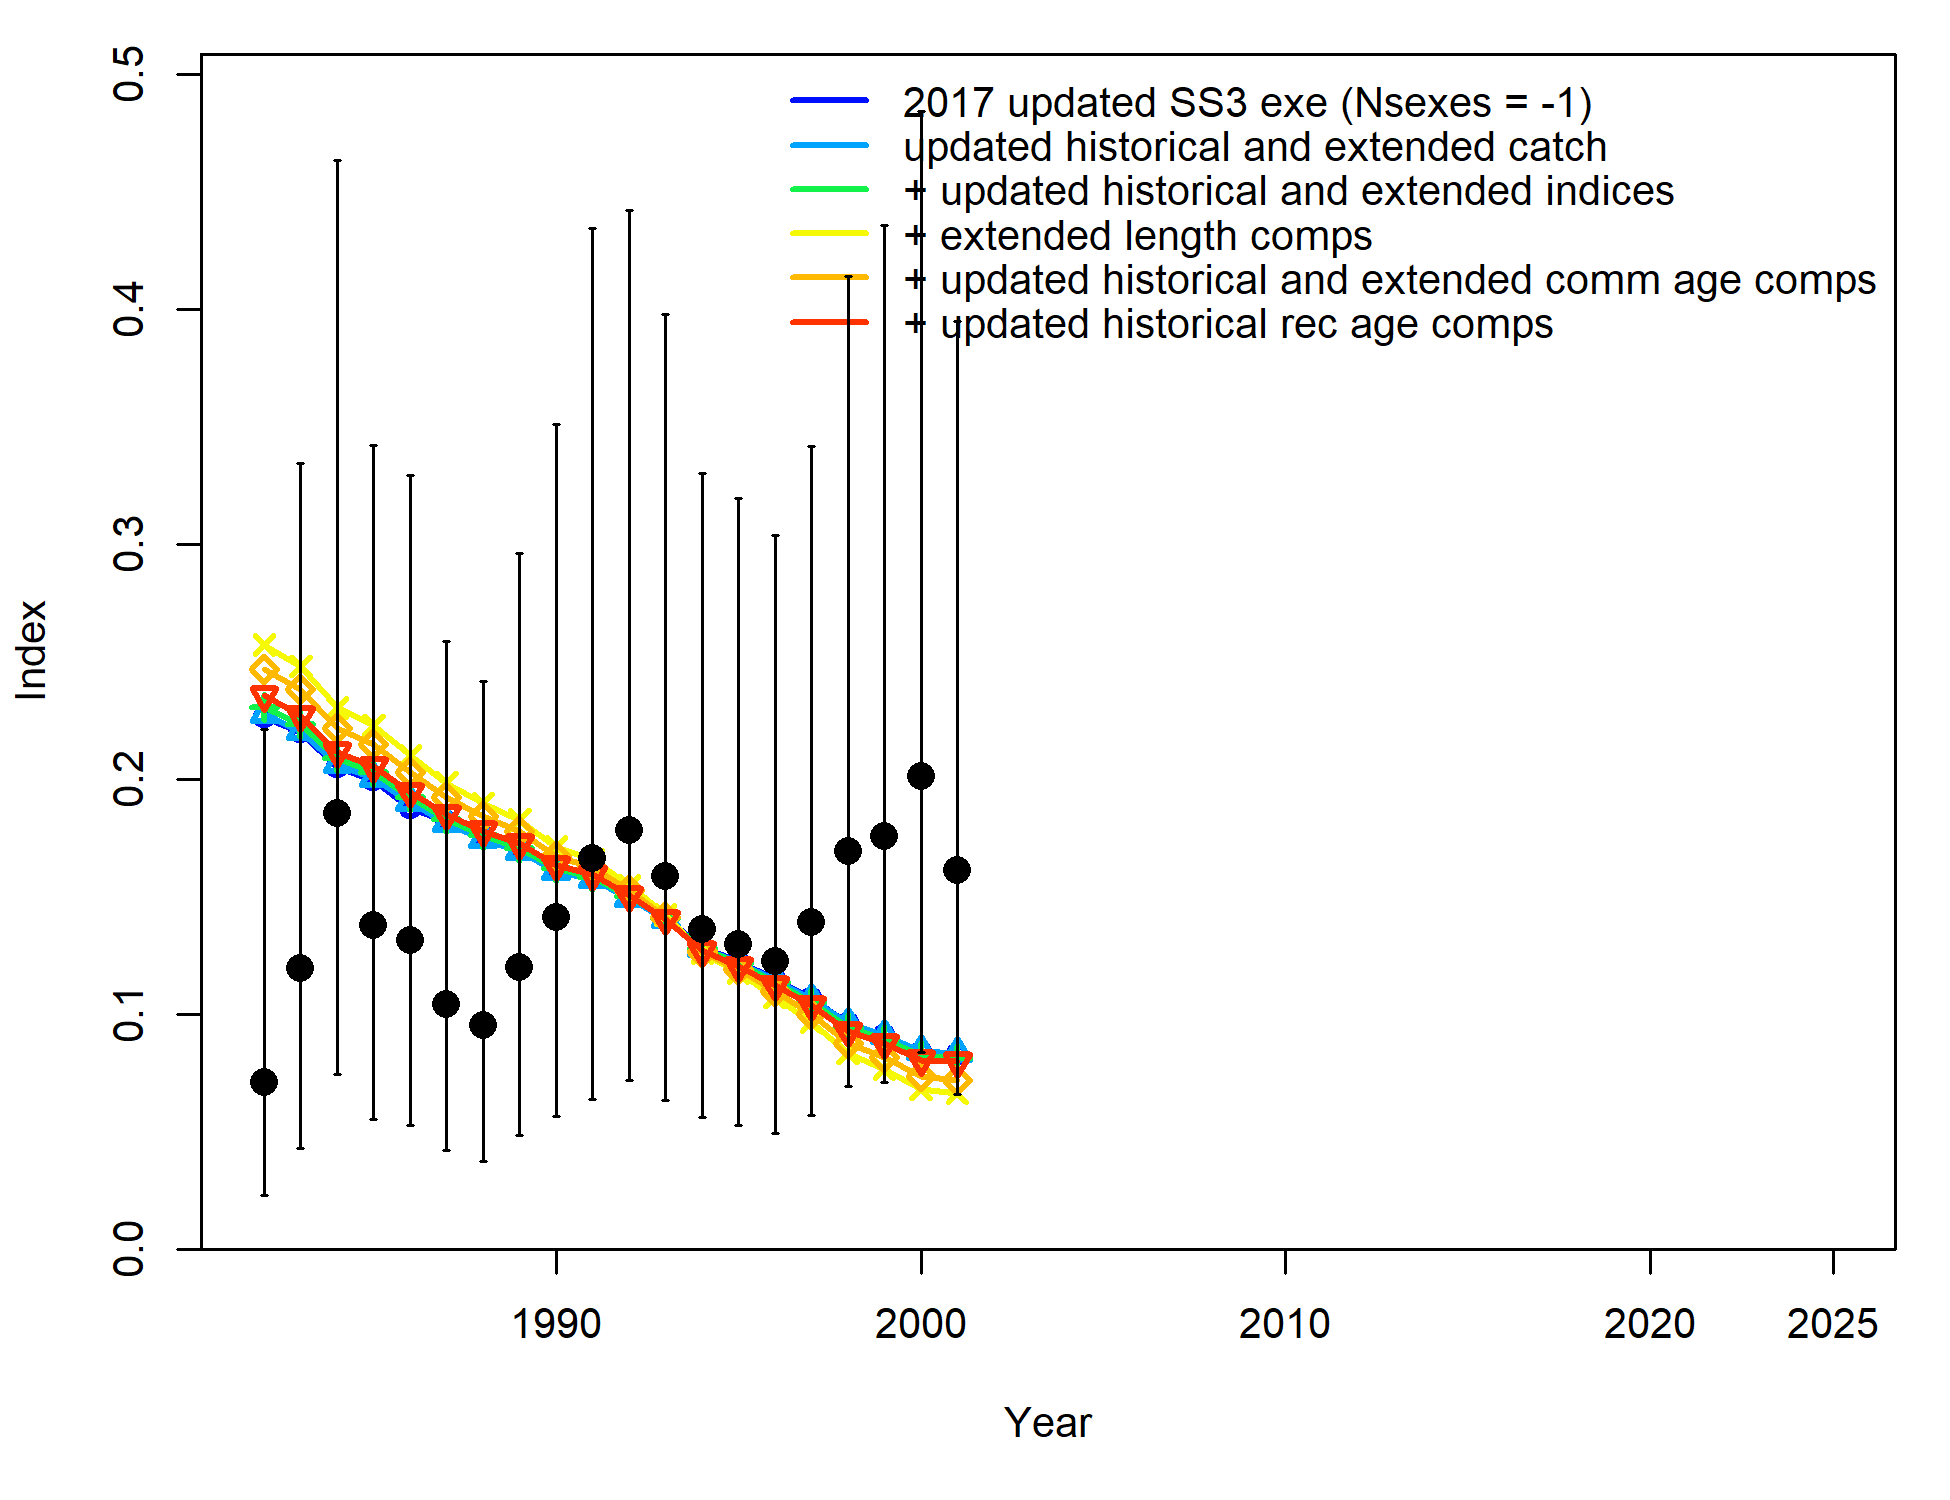 2017 updated SS3 exe (Nsexes = -1)
updated historical and extended catch
+ updated historical and extended indices
+ extended length comps
+ updated historical and extended comm age comps
+ updated historical rec age comps
0.5
0.4
0.3
0.2
0.1
0.0
Index
1990
2000
2010
2020
2025
Year